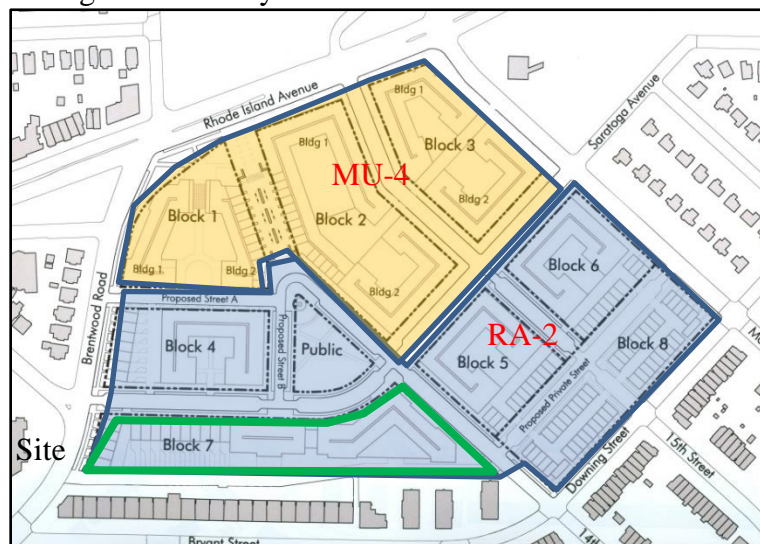 Rhode Island Avenue
Bldg 1
Block 3
Saratoga Avenue
Bldg 1
MU-4
Bldg 2
Block 1
Block 2
Block 6
Bldg 1
Bldg 2
Bldg 2
Brentwood Road
Proposed Street A
Block 4
Proposed Street B
Public
RA-2
Block 5
Block 8
Proposed Private Street
Block 7
Site
Downing Street
15th Street
Bryant Street